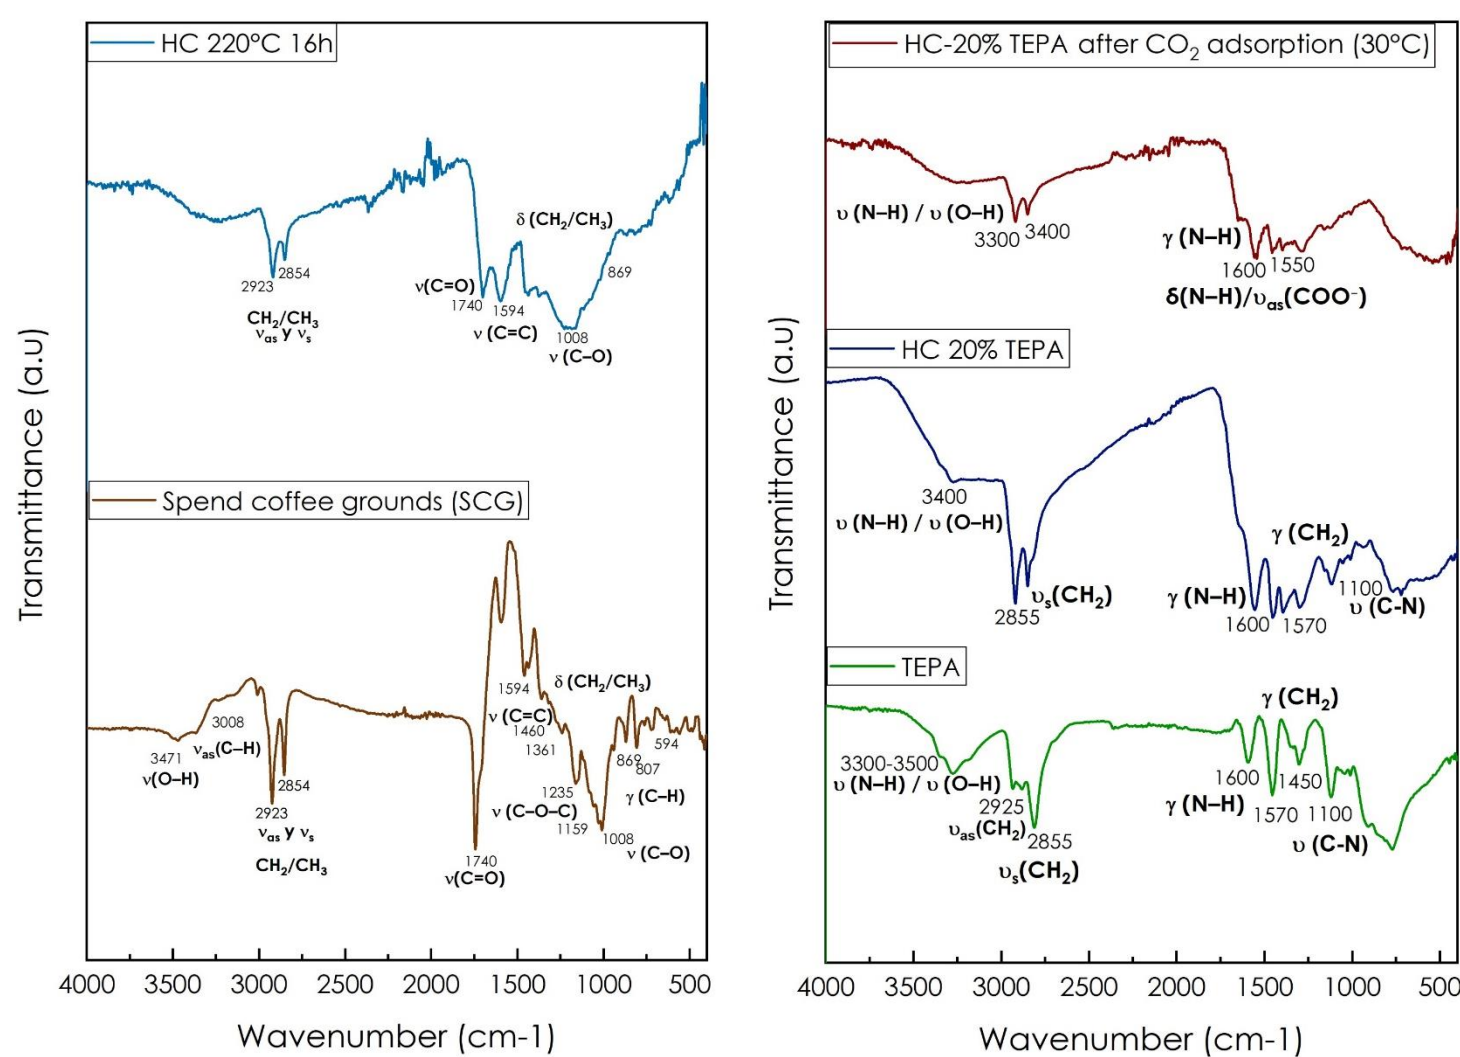 HC 220°C 16h
δ (CH₂/CH₃)
869
2923
2854
ν(C=O)
1740
1594
CH₂/CH₃
νas y νs
ν (C=C)
1008
ν (C–O)
Spend coffee grounds (SCG)
1594
δ (CH₂/CH₃)
3008
ν (C=C)
3471
νas(C–H)
1460
1361
594
ν(O–H)
2854
869
807
2923
1235
γ (C–H)
νas y νs
ν (C–O–C)
1159
1008
ν (C–O)
CH₂/CH₃
1740
ν(C=O)
4000 3500 3000 2500 2000 1500 1000 500
Wavenumber (cm-1)
Transmittance (a.u)
HC-20% TEPA after CO₂ adsorption (30°C)
υ (N–H) / υ (O–H)
3300
3400
γ (N–H)
1600
1550
δ(N–H)/υas(COO⁻)
HC 20% TEPA
3400
υ (N–H) / υ (O–H)
γ (CH₂)
1100
υs(CH₂)
γ (N–H)
υ (C-N)
2855
1600
1570
TEPA
γ (CH₂)
3300-3500
υ (N–H) / υ (O–H)
1600
1450
2925
γ (N–H)
υas(CH₂)
2855
1570
1100
υ (C-N)
υs(CH₂)
4000 3500 3000 2500 2000 1500 1000 500
Wavenumber (cm-1)
Transmittance (a.u)